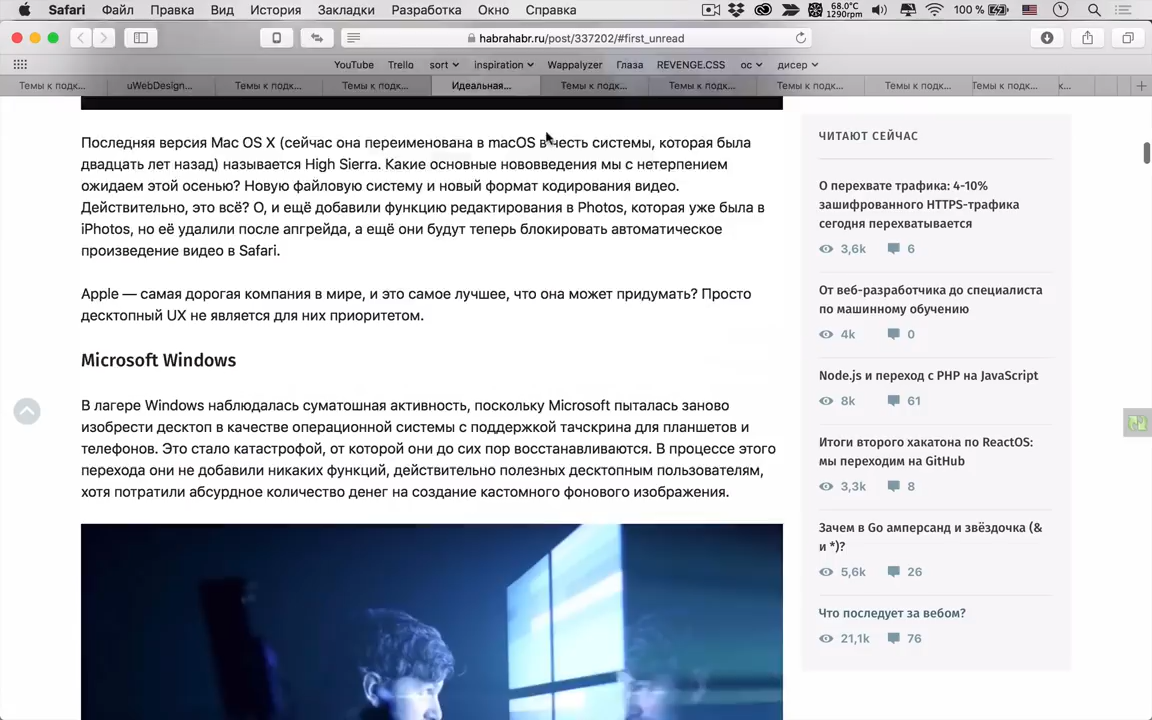 Safari Файл Правка Вид История Закладки Разработка Окно Справка 68.0°C 1290rpm 100 %
habrahabr.ru/post/337202/#first_unread
YouTube Trello sort inspiration Wappalyzer Глаза REVENGE.CSS ос дисер
Темы к подк... uWebDesign... Темы к подк... Темы к подк... Идеальная... Темы к подк... Темы к подк... Темы к подк... Темы к подк... Темы к подк... к...
Последняя версия Mac OS X (сейчас она переименована в macOS в честь системы, которая была
двадцать лет назад) называется High Sierra. Какие основные нововведения мы с нетерпением
ожидаем этой осенью? Новую файловую систему и новый формат кодирования видео.
Действительно, это всё? О, и ещё добавили функцию редактирования в Photos, которая уже была в
iPhotos, но её удалили после апгрейда, а ещё они будут теперь блокировать автоматическое
произведение видео в Safari.
Apple — самая дорогая компания в мире, и это самое лучшее, что она может придумать? Просто
десктопный UX не является для них приоритетом.
Microsoft Windows
В лагере Windows наблюдалась суматошная активность, поскольку Microsoft пыталась заново
изобрести десктоп в качестве операционной системы с поддержкой тачскрина для планшетов и
телефонов. Это стало катастрофой, от которой они до сих пор восстанавливаются. В процессе этого
перехода они не добавили никаких функций, действительно полезных десктопным пользователям,
хотя потратили абсурдное количество денег на создание кастомного фонового изображения.
ЧИТАЮТ СЕЙЧАС
О перехвате трафика: 4-10%
зашифрованного HTTPS-трафика
сегодня перехватывается
3,6k 6
От веб-разработчика до специалиста
по машинному обучению
4k 0
Node.js и переход с PHP на JavaScript
8k 61
Итоги второго хакатона по ReactOS:
мы переходим на GitHub
3,3k 8
Зачем в Go амперсанд и звёздочка (&
и *)?
5,6k 26
Что последует за вебом?
21,1k 76